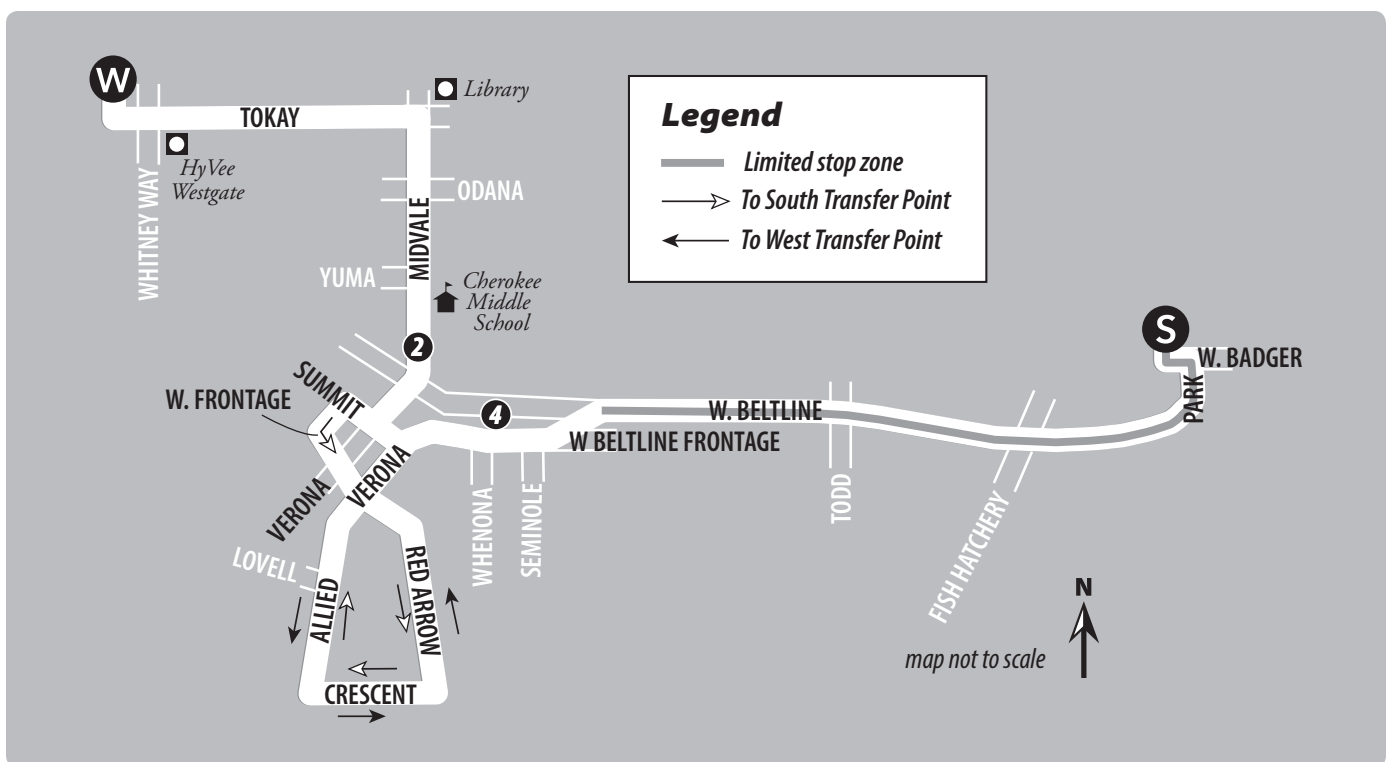 W
Library
TOKAY
HyVee
Westgate
WHITNEY WAY
ODANA
MIDVALE
YUMA
Cherokee
Middle
School
2
Legend
Limited stop zone
To South Transfer Point
To West Transfer Point
S
W. BADGER
PARK
SUMMIT
W. FRONTAGE
4
W. BELTLINE
W BELTLINE FRONTAGE
VERONA
VERONA
WHENONA
SEMINOLE
TODD
FISH HATCHERY
LOVELL
ALLIED
RED ARROW
CRESCENT
N
map not to scale